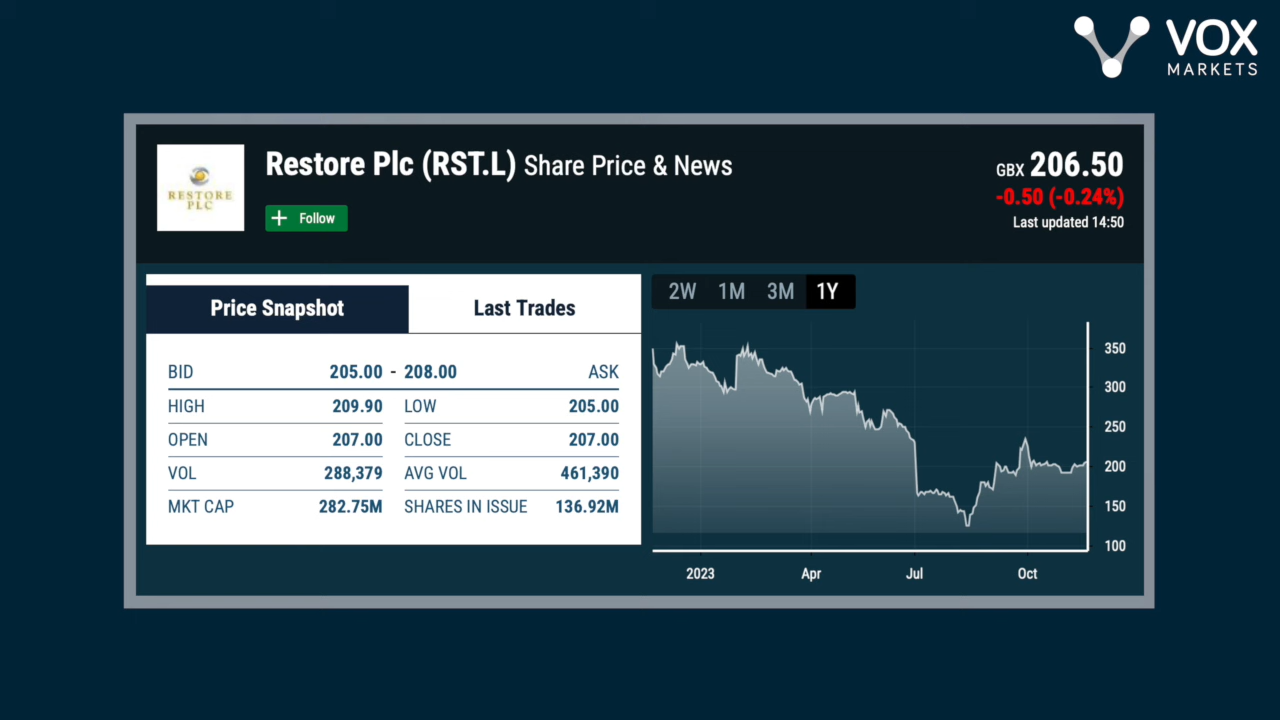 VOX
MARKETS
RESTORE
PLC
Restore Plc (RST.L) Share Price & News
+ Follow
GBX 206.50
-0.50 (-0.24%)
Last updated 14:50
Price Snapshot
Last Trades
BID 205.00 - 208.00 ASK
HIGH 209.90 LOW 205.00
OPEN 207.00 CLOSE 207.00
VOL 288,379 AVG VOL 461,390
MKT CAP 282.75M SHARES IN ISSUE 136.92M
2W 1M 3M 1Y
350
300
250
200
150
100
2023 Apr Jul Oct